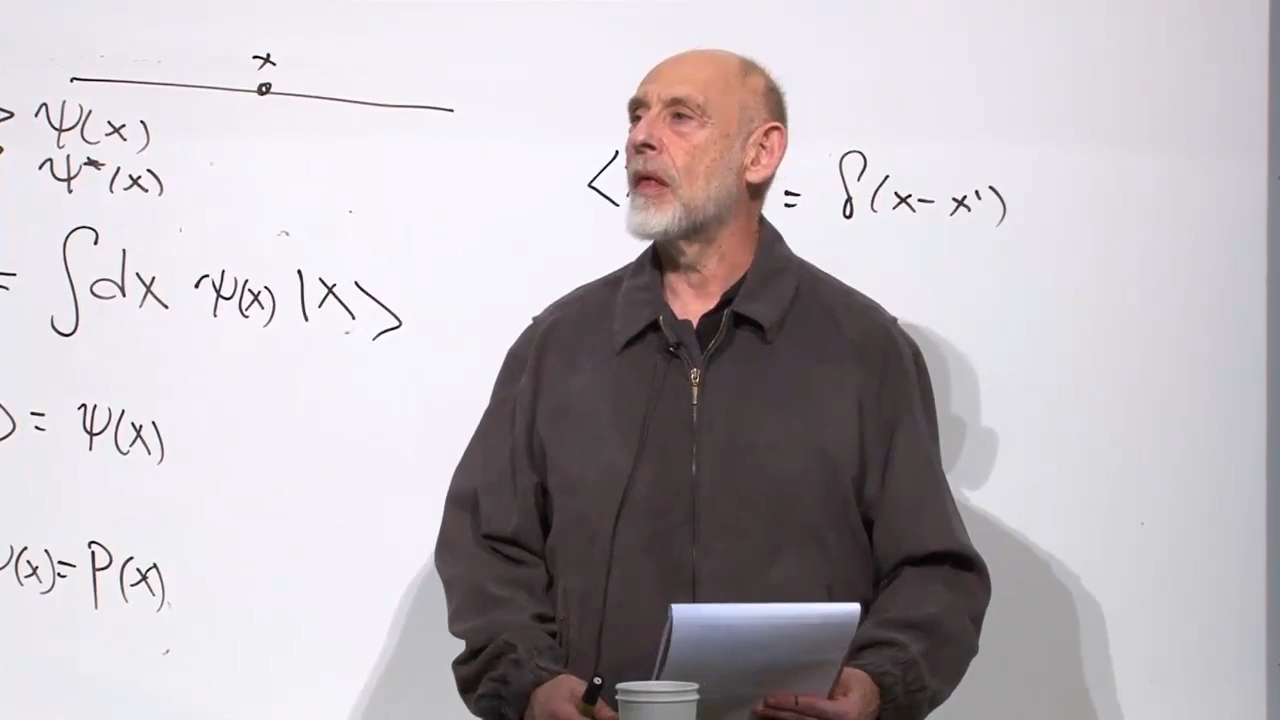 x
> ψ(x)
ψ*(x)
= ∫dx ψ(x) |x>
> = ψ(x)
ψ(x) = P(x)
<
= δ(x - x')